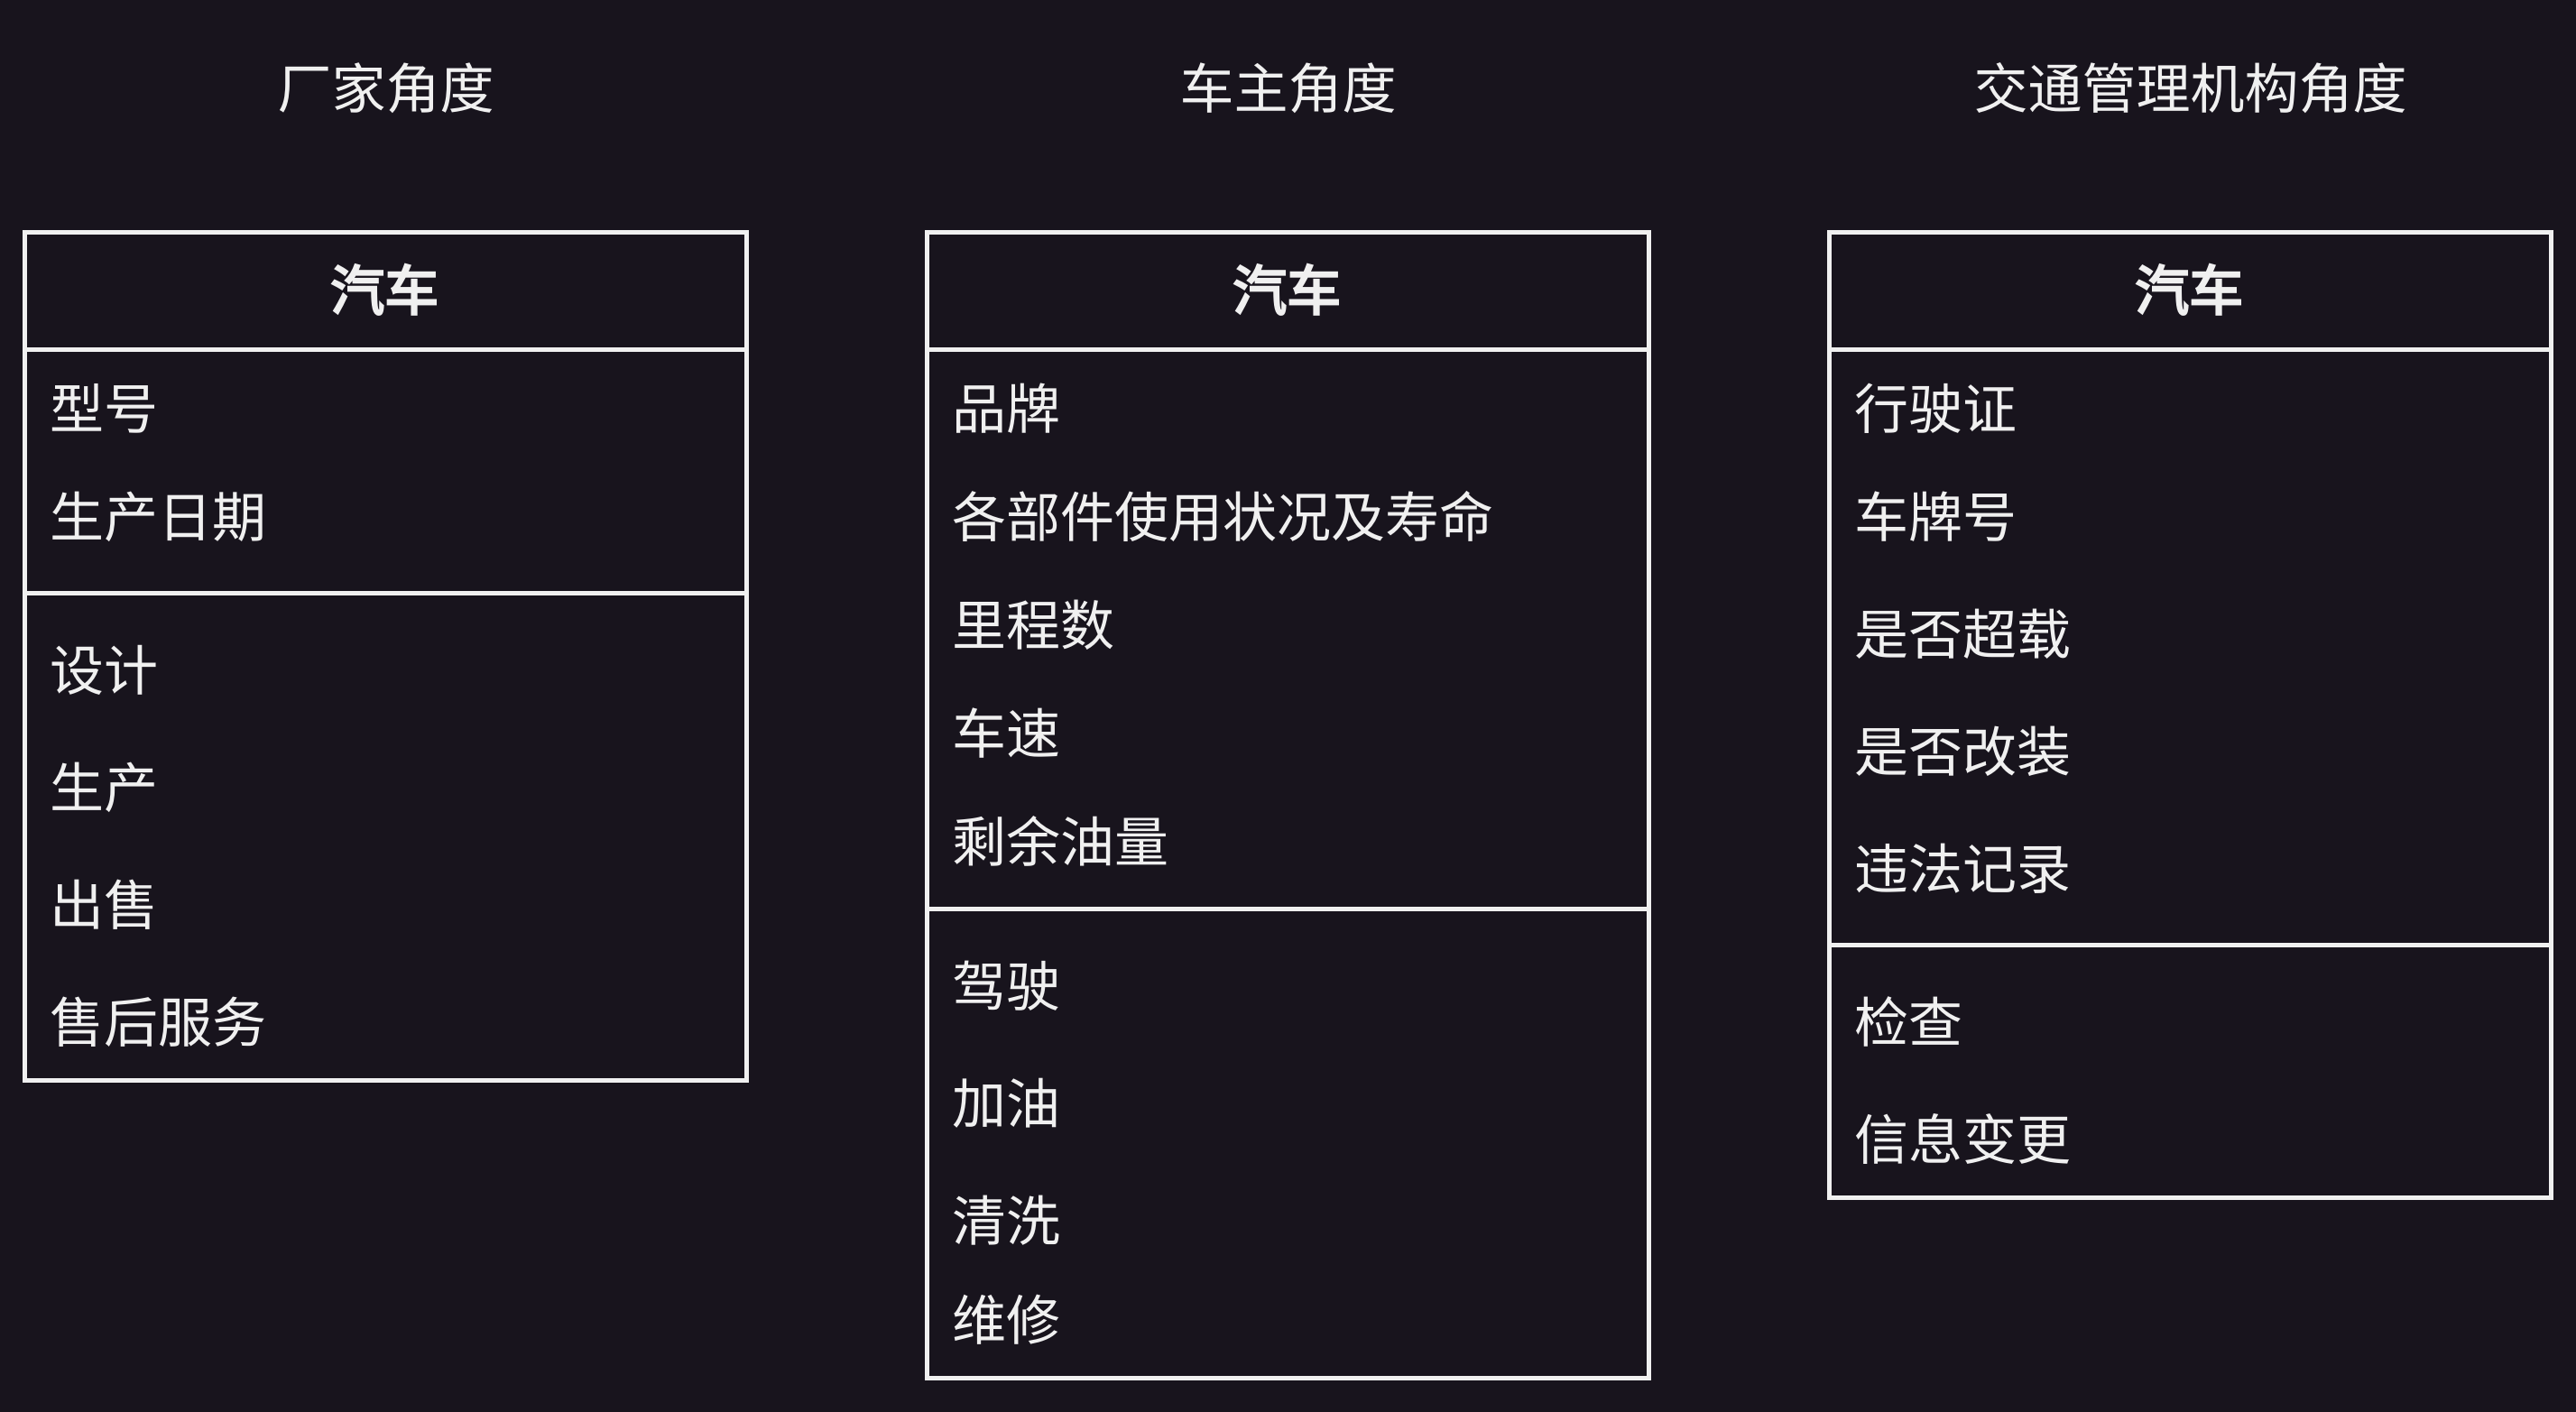 厂家角度
汽车
型号
生产日期
设计
生产
出售
售后服务
车主角度
汽车
品牌
各部件使用状况及寿命
里程数
车速
剩余油量
驾驶
加油
清洗
维修
交通管理机构角度
汽车
行驶证
车牌号
是否超载
是否改装
违法记录
检查
信息变更